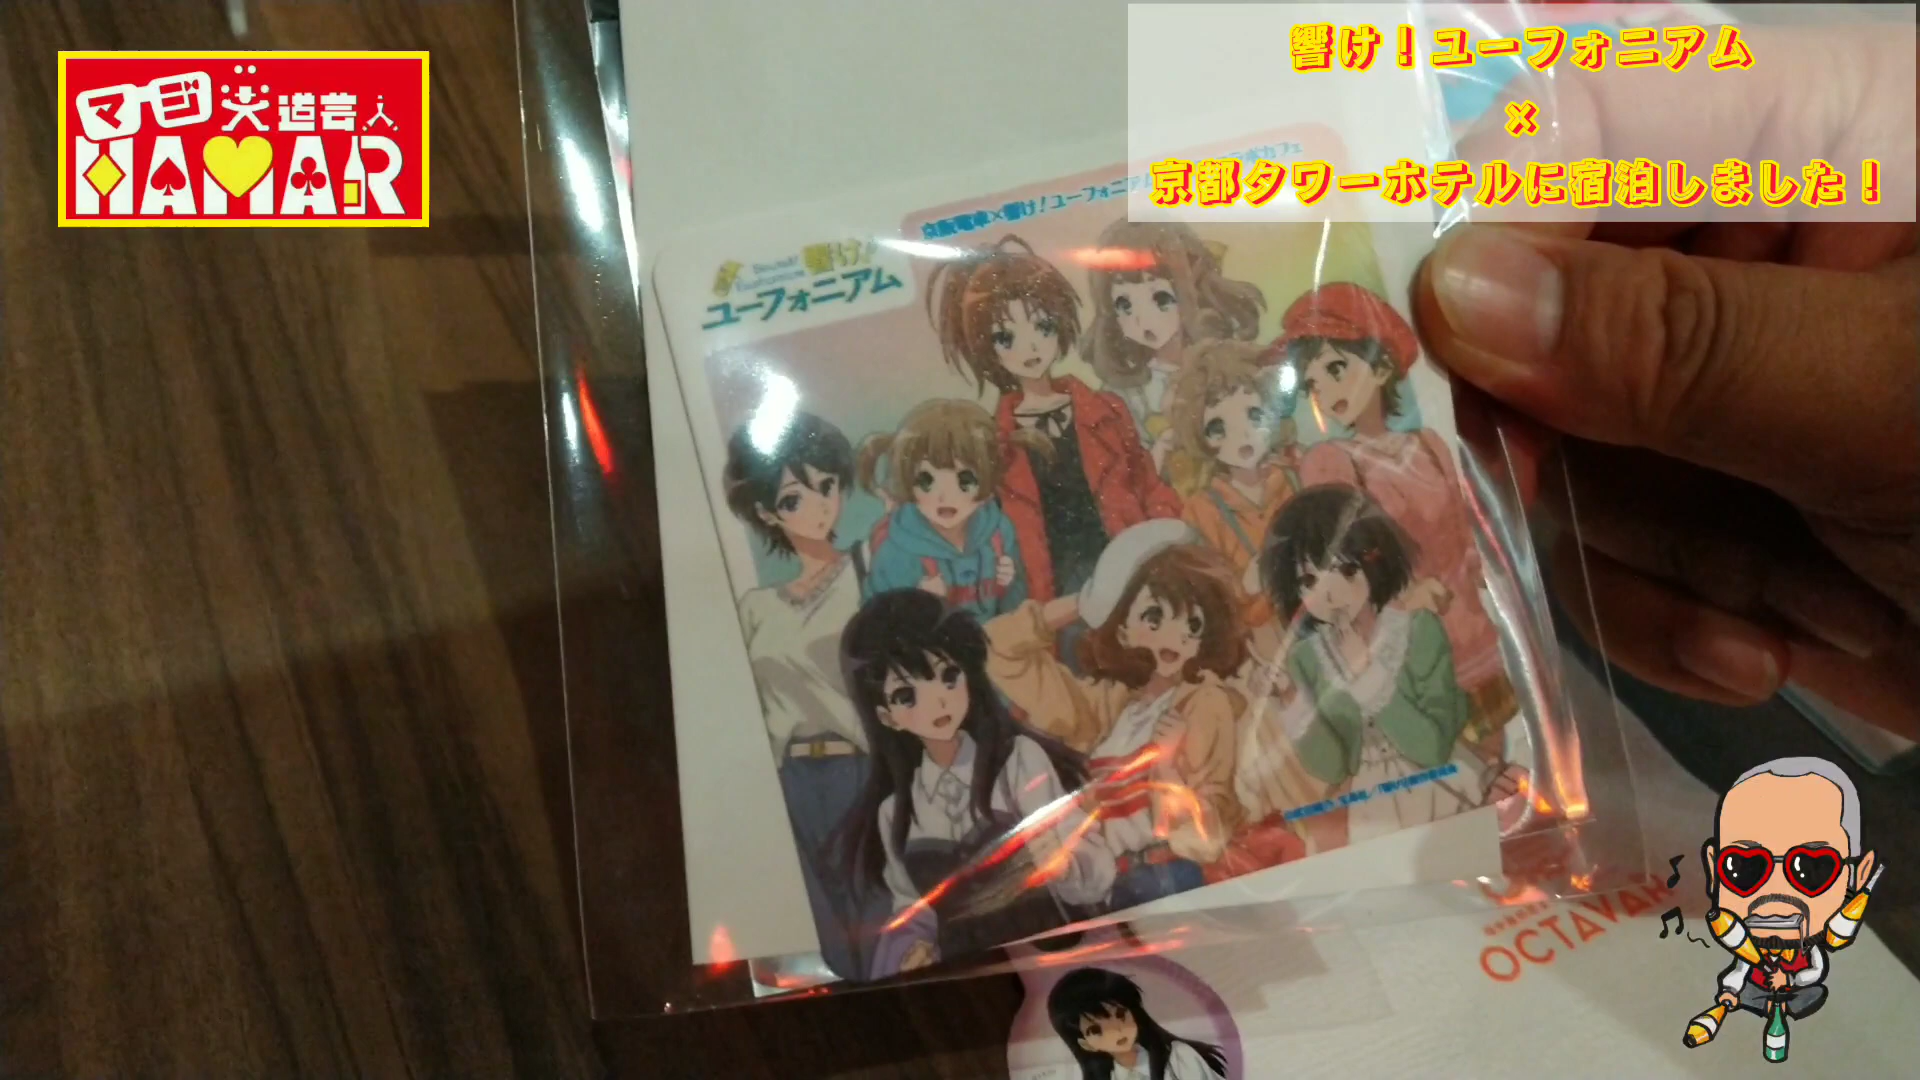 響け！ユーフォニアム
×
京都タワーホテルに宿泊しました！
マジ大道芸人
HAMAR
京阪電車×響け！ユーフォニアム
響け！
ユーフォニアム
OCTAVAR